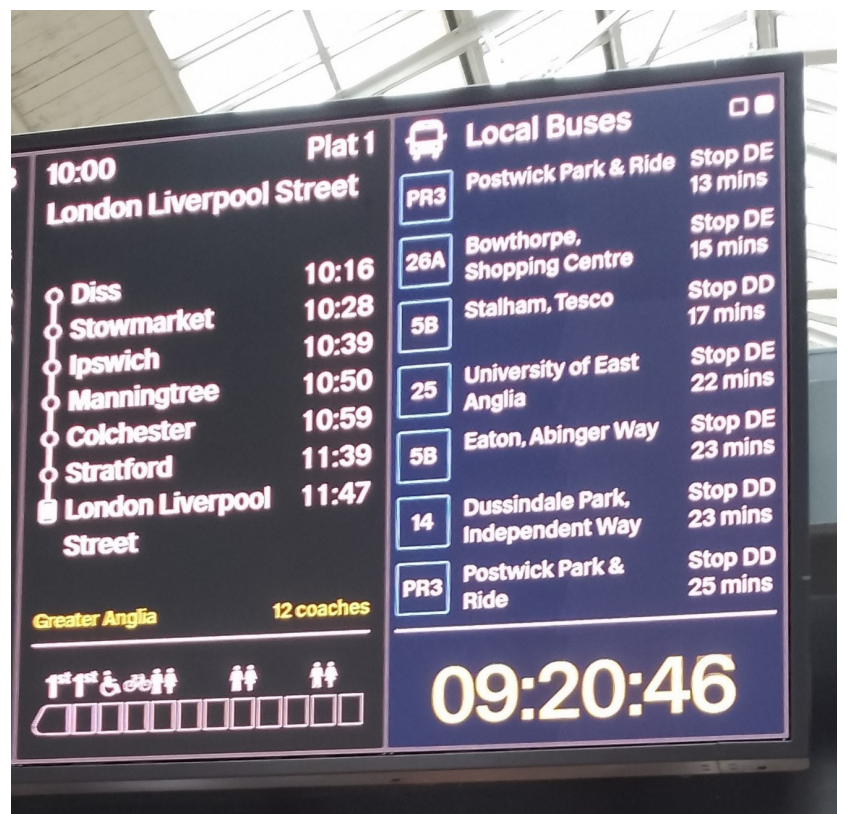 10:00 Plat 1
London Liverpool Street
Diss 10:16
Stowmarket 10:28
Ipswich 10:39
Manningtree 10:50
Colchester 10:59
Stratford 11:39
London Liverpool 11:47
Street
Greater Anglia 12 coaches
1st 1st
Local Buses
PR3 Postwick Park & Ride Stop DE
13 mins
26A Bowthorpe, Stop DE
Shopping Centre 15 mins
5B Stalham, Tesco Stop DD
17 mins
25 University of East Stop DE
Anglia 22 mins
5B Eaton, Abinger Way Stop DE
23 mins
14 Dussindale Park, Stop DD
Independent Way 23 mins
PR3 Postwick Park & Stop DD
Ride 25 mins
09:20:46